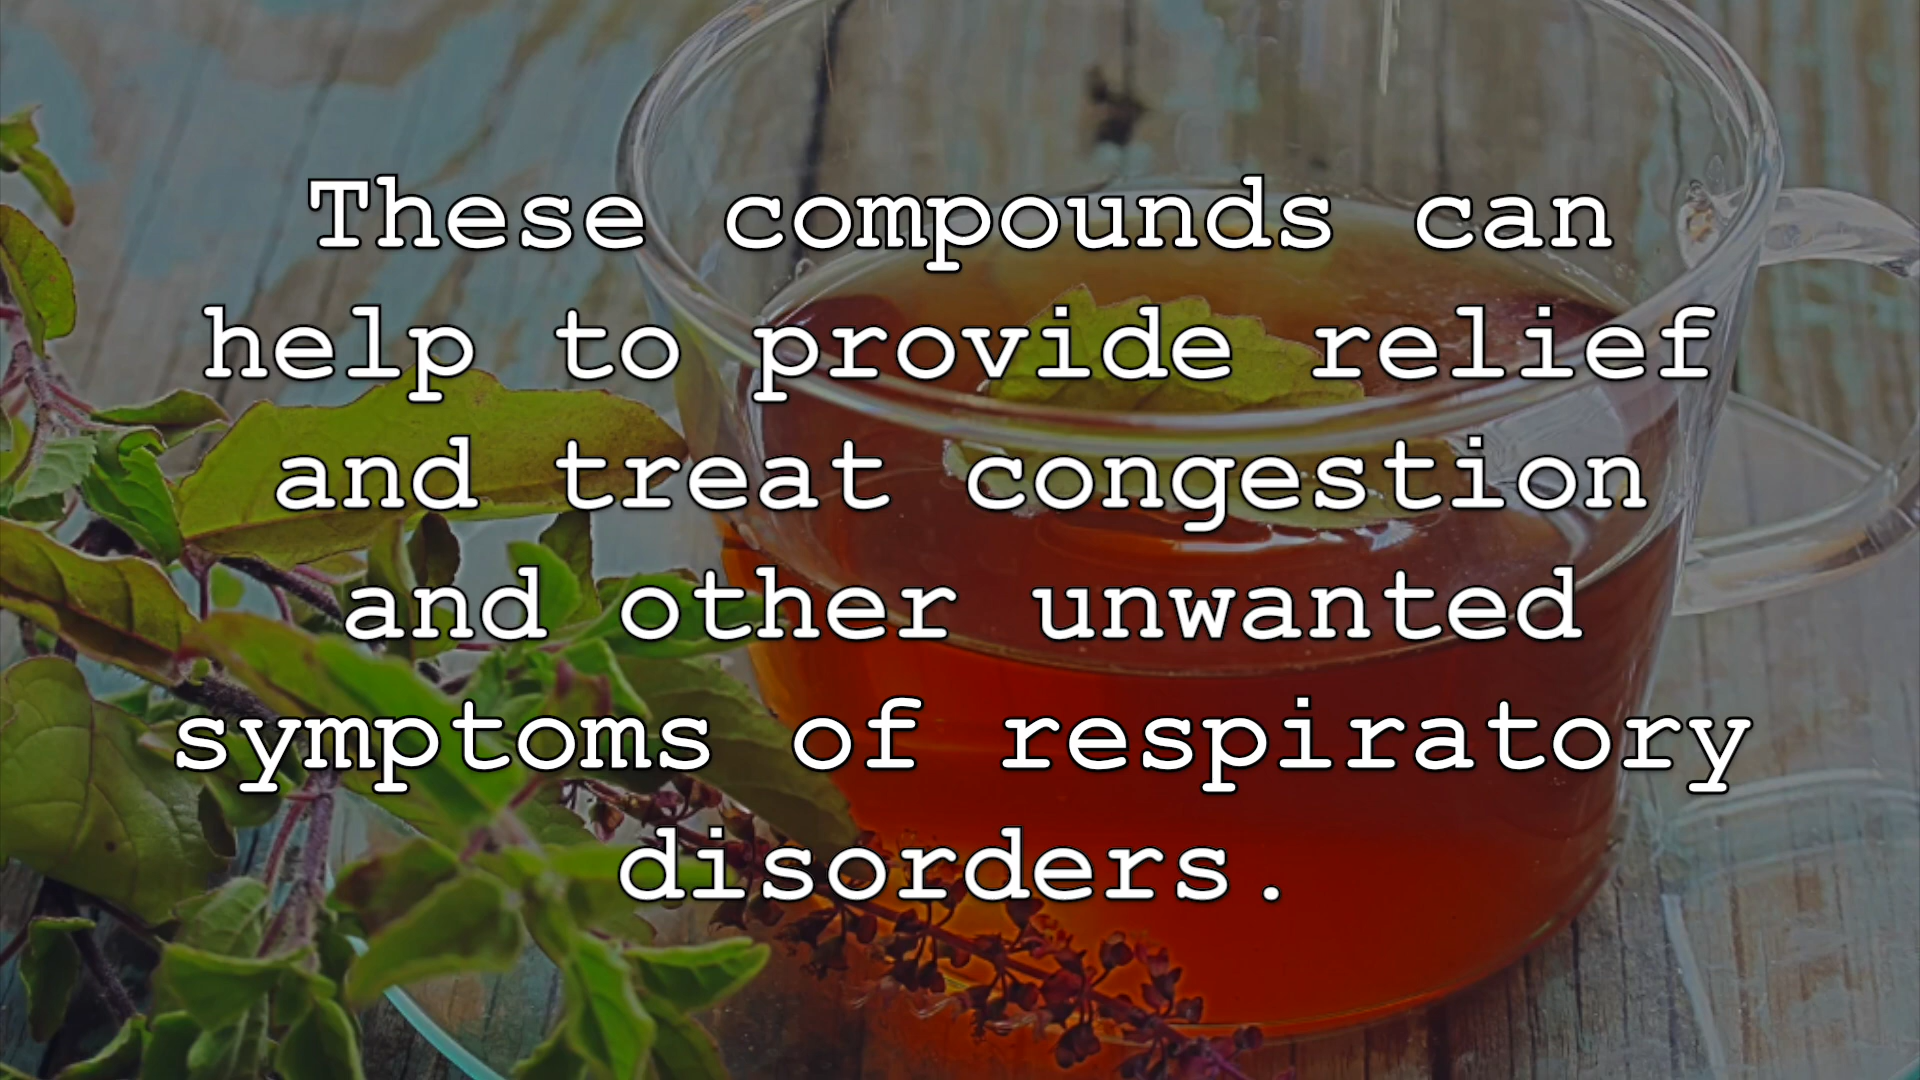 These compounds can
help to provide relief
and treat congestion
and other unwanted
symptoms of respiratory
disorders.